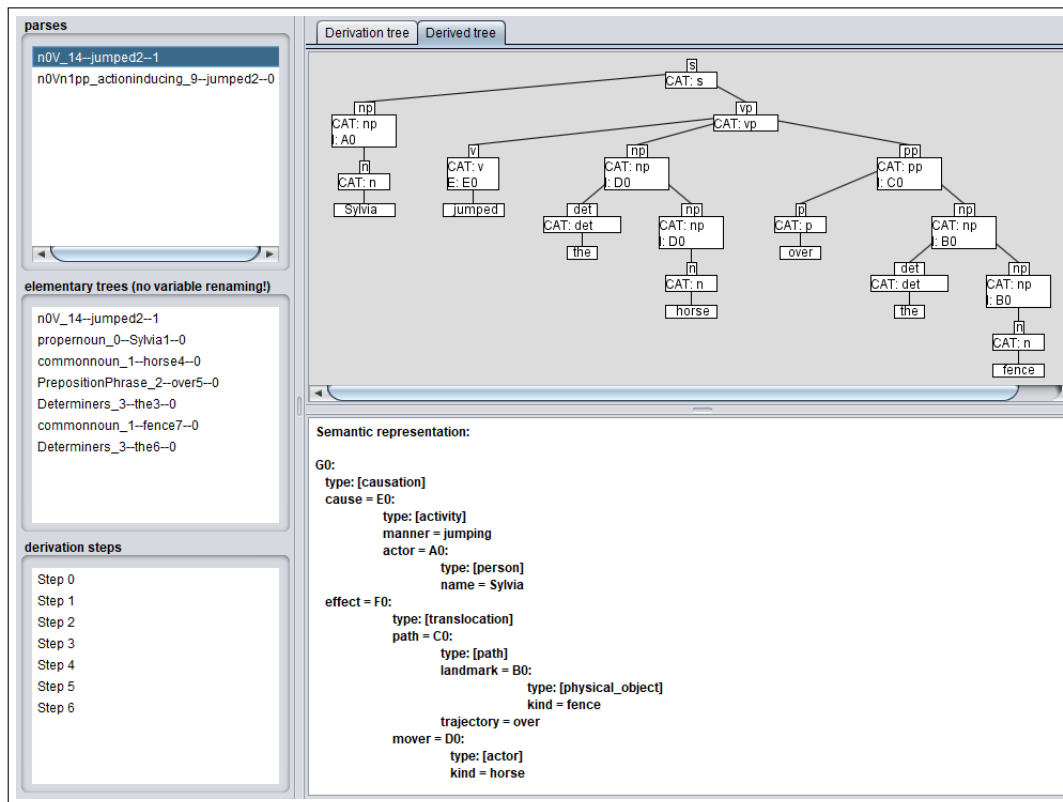 parses
n0V_14--jumped2--1
n0Vn1pp_actioninducing_9--jumped2--0
elementary trees (no variable renaming!)
n0V_14--jumped2--1
propernoun_0--Sylvia1--0
commonnoun_1--horse4--0
PrepositionPhrase_2--over5--0
Determiners_3--the3--0
commonnoun_1--fence7--0
Determiners_3--the6--0
derivation steps
Step 0
Step 1
Step 2
Step 3
Step 4
Step 5
Step 6
Derivation tree Derived tree
s
CAT: s
np vp
CAT: np CAT: vp
I: A0
v np pp
n CAT: v CAT: np CAT: pp
CAT: n E: E0 I: D0 I: C0
Sylvia jumped det np p np
CAT: det CAT: np CAT: p CAT: np
the I: D0 over I: B0
n det np
CAT: n CAT: det CAT: np
horse the I: B0
n
CAT: n
fence
Semantic representation:
G0:
type: [causation]
cause = E0:
type: [activity]
manner = jumping
actor = A0:
type: [person]
name = Sylvia
effect = F0:
type: [translocation]
path = C0:
type: [path]
landmark = B0:
type: [physical_object]
kind = fence
trajectory = over
mover = D0:
type: [actor]
kind = horse